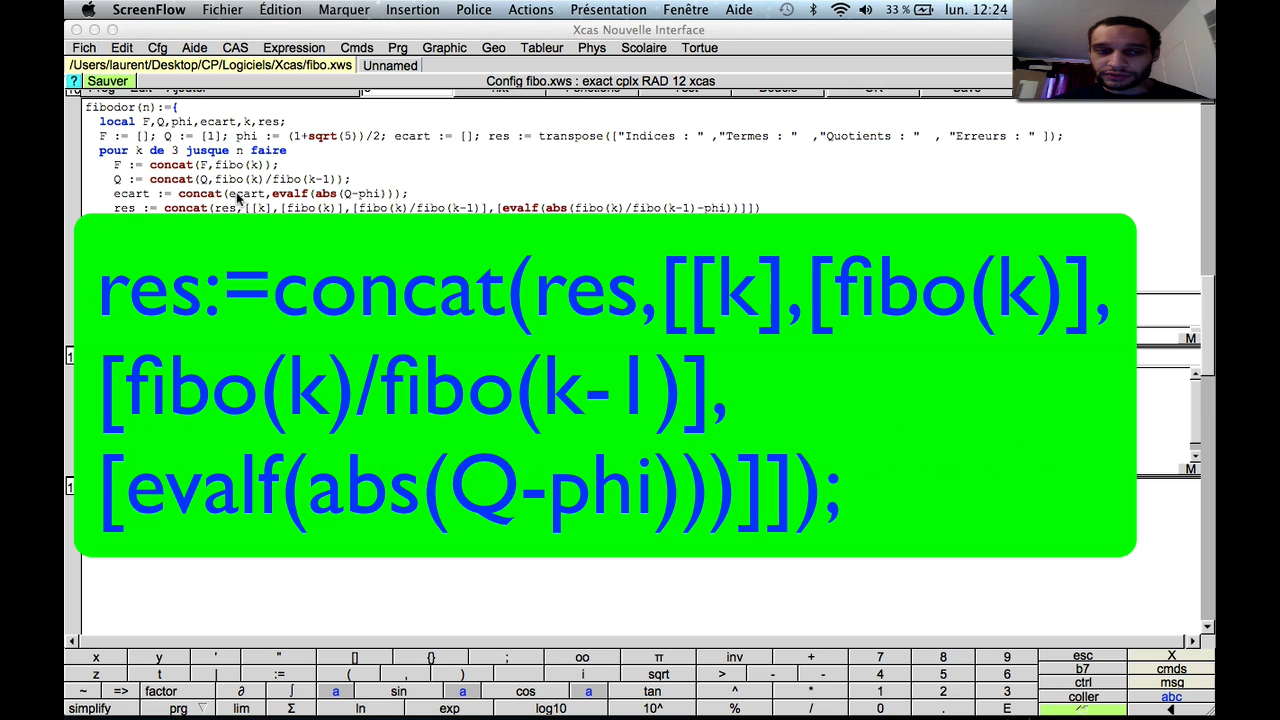 ScreenFlow Fichier Édition Marquer Insertion Police Actions Présentation Fenêtre Aide 33 % lun. 12:24
Xcas Nouvelle Interface
Fich Edit Cfg Aide CAS Expression Cmds Prg Graphic Geo Tableur Phys Scolaire Tortue
/Users/laurent/Desktop/CP/Logiciels/Xcas/fibo.xws Unnamed
? Sauver Config fibo.xws : exact cplx RAD 12 xcas
fibodor(n):={
local F,Q,phi,ecart,k,res;
F := []; Q := [1]; phi := (1+sqrt(5))/2; ecart := []; res := transpose(["Indices : " ,"Termes : " ,"Quotients : " , "Erreurs : " ]);
pour k de 3 jusque n faire
F := concat(F,fibo(k));
Q := concat(Q,fibo(k)/fibo(k-1));
ecart := concat(ecart,evalf(abs(Q-phi)));
res := concat(res,[[k],[fibo(k)],[fibo(k)/fibo(k-1)],[evalf(abs(fibo(k)/fibo(k-1)-phi))]])
res:=concat(res,[[k],[fibo(k)],
[fibo(k)/fibo(k-1)],
[evalf(abs(Q-phi)))]]);
M
M
x y ' " [] {} ; oo π inv + 7 8 9 esc X
z t | := ( , ) i sqrt > - - 4 5 6 b7 cmds
~ => factor ∂ ∫ a sin a cos a tan ^ * 1 2 3 ctrl msg
simplify prg lim Σ ln exp log10 10^ % / 0 . E coller abc